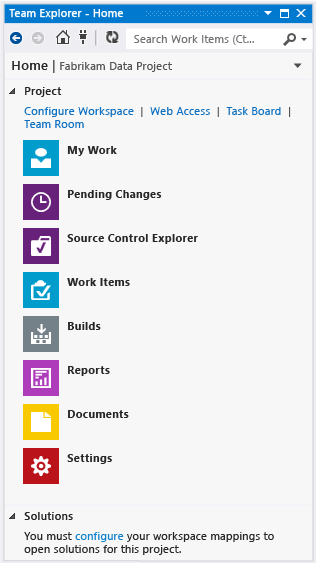 Team Explorer - Home
Search Work Items (Ct...
Home | Fabrikam Data Project
Project
Configure Workspace | Web Access | Task Board |
Team Room
My Work
Pending Changes
Source Control Explorer
Work Items
Builds
Reports
Documents
Settings
Solutions
You must configure your workspace mappings to
open solutions for this project.